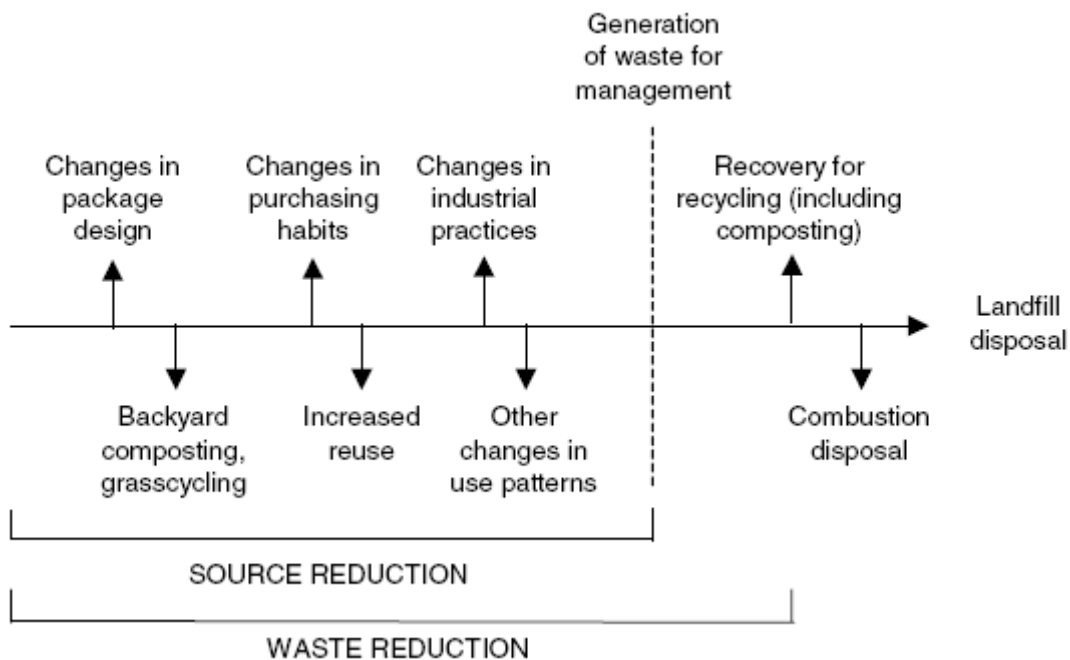 Generation
of waste for
management
Changes in
package
design
Changes in
purchasing
habits
Changes in
industrial
practices
Recovery for
recycling (including
composting)
Landfill
disposal
Backyard
composting,
grasscycling
Increased
reuse
Other
changes in
use patterns
Combustion
disposal
SOURCE REDUCTION
WASTE REDUCTION